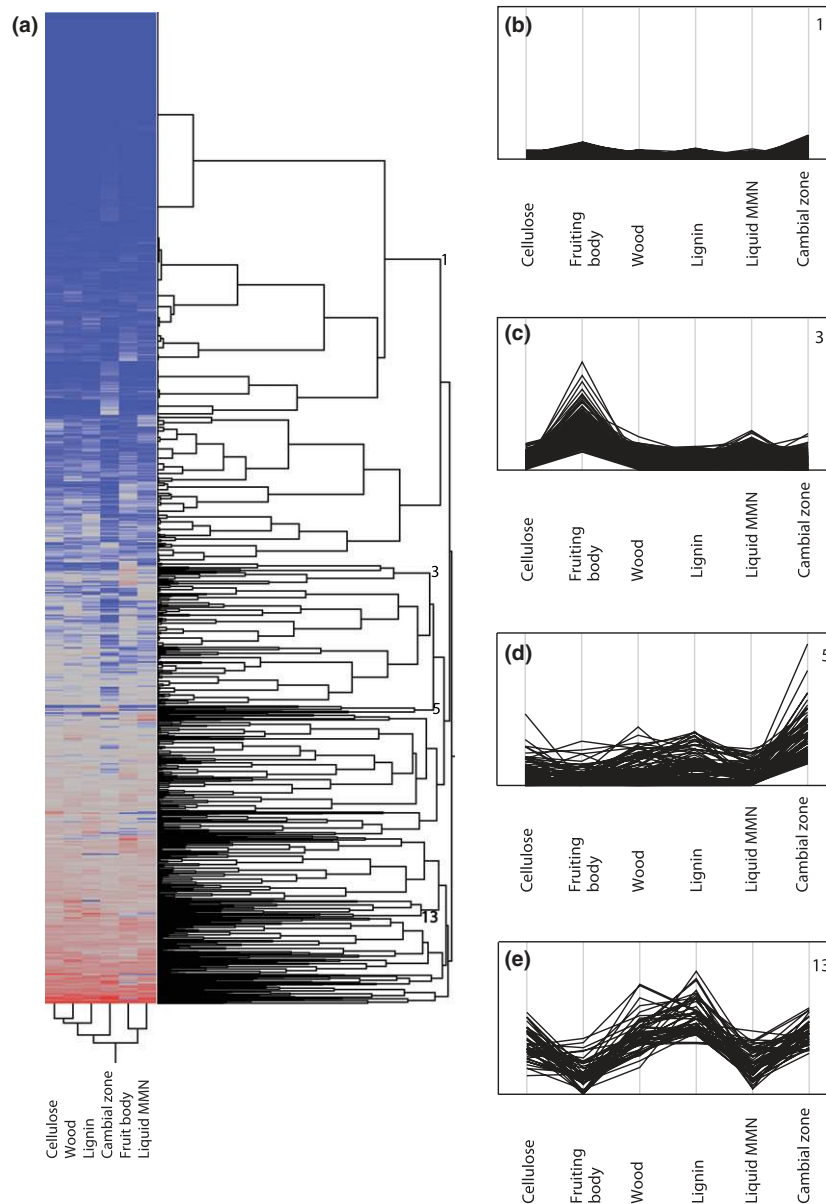 (a)
1
3
5
13
Cellulose
Wood
Lignin
Cambial zone
Fruit body
Liquid MMN
(b)
1
Cellulose
Fruiting
body
Wood
Lignin
Liquid MMN
Cambial zone
(c)
3
Cellulose
Fruiting
body
Wood
Lignin
Liquid MMN
Cambial zone
(d)
5
Cellulose
Fruiting
body
Wood
Lignin
Liquid MMN
Cambial zone
(e)
13
Cellulose
Fruiting
body
Wood
Lignin
Liquid MMN
Cambial zone